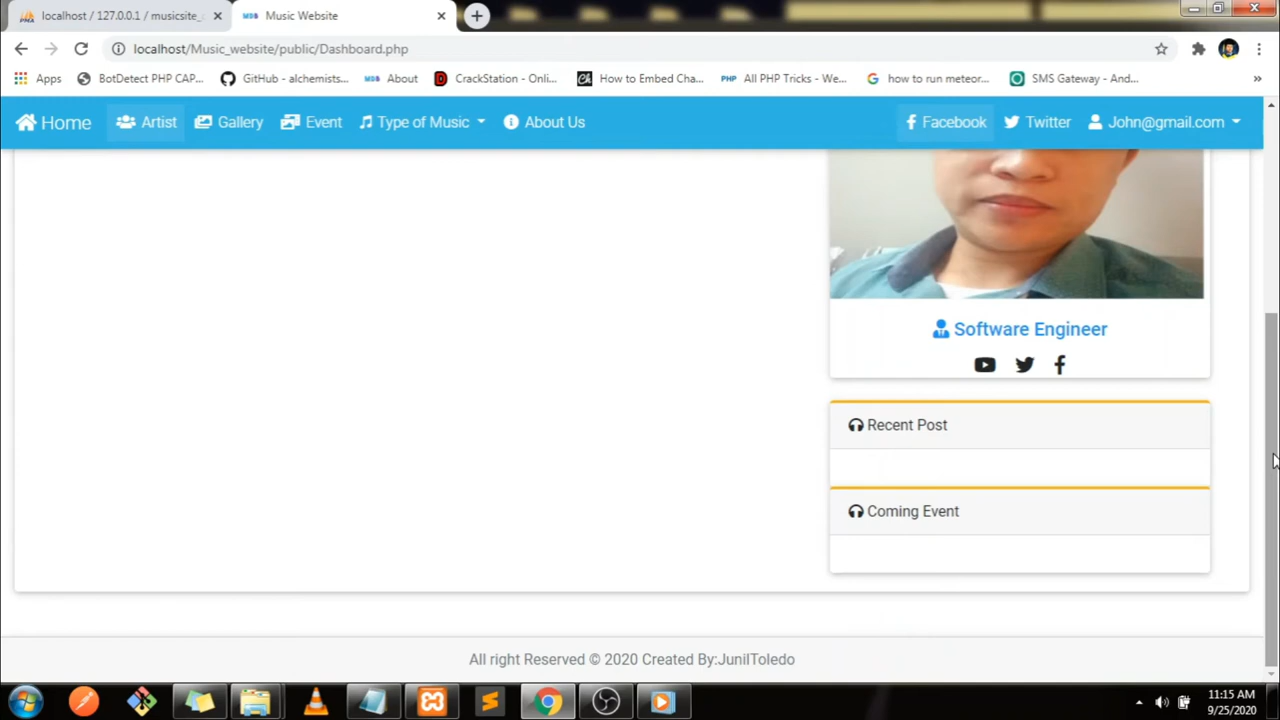 localhost / 127.0.0.1 / musicsite_
MDB Music Website
localhost/Music_website/public/Dashboard.php
Apps BotDetect PHP CAP... GitHub - alchemists... MDB About CrackStation - Onli... How to Embed Cha... PHP All PHP Tricks - We... how to run meteor... SMS Gateway - And... »
Home Artist Gallery Event Type of Music About Us Facebook Twitter John@gmail.com
Software Engineer
Recent Post
Coming Event
All right Reserved © 2020 Created By:JunilToledo
11:15 AM
9/25/2020